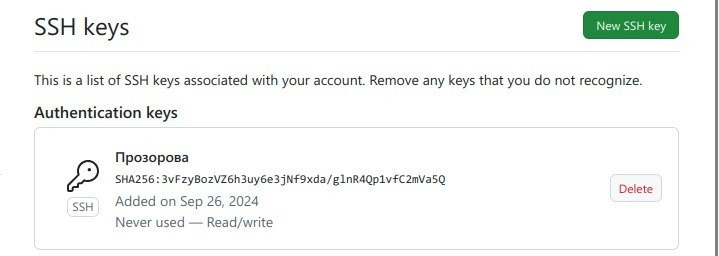 SSH keys
New SSH key
This is a list of SSH keys associated with your account. Remove any keys that you do not recognize.
Authentication keys
Прозорова
SHA256:3vFzyBozVZ6h3uy6e3jNf9xda/glnR4Qp1vfC2mVa5Q
SSH
Added on Sep 26, 2024
Never used — Read/write
Delete